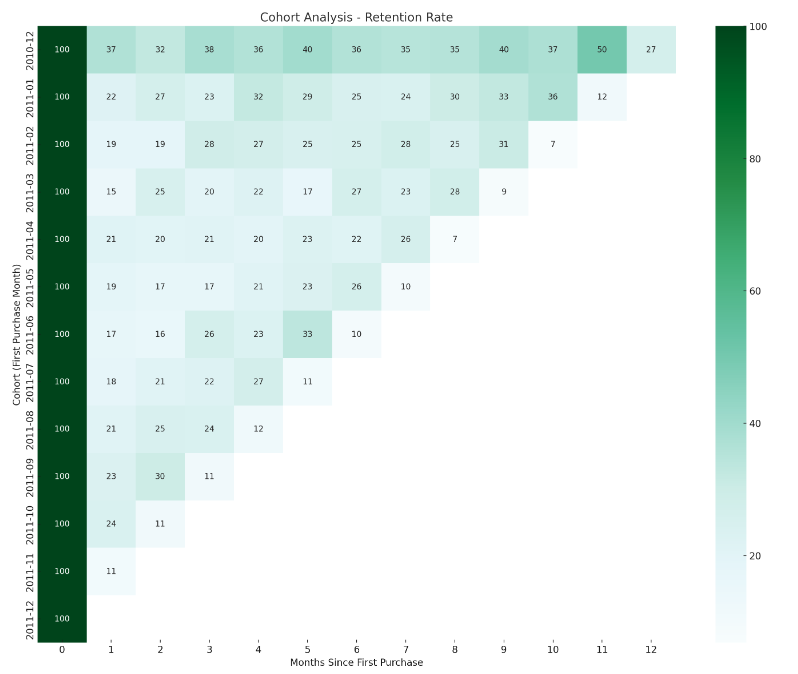 Cohort Analysis - Retention Rate
Cohort (First Purchase Month)
2010-12 100 37 32 38 36 40 36 35 35 40 37 50 27
2011-01 100 22 27 23 32 29 25 24 30 33 36 12
2011-02 100 19 19 28 27 25 25 28 25 31 7
2011-03 100 15 25 20 22 17 27 23 28 9
2011-04 100 21 20 21 20 23 22 26 7
2011-05 100 19 17 17 21 23 26 10
2011-06 100 17 16 26 23 33 10
2011-07 100 18 21 22 27 11
2011-08 100 21 25 24 12
2011-09 100 23 30 11
2011-10 100 24 11
2011-11 100 11
2011-12 100
0 1 2 3 4 5 6 7 8 9 10 11 12
Months Since First Purchase
100
80
60
40
20